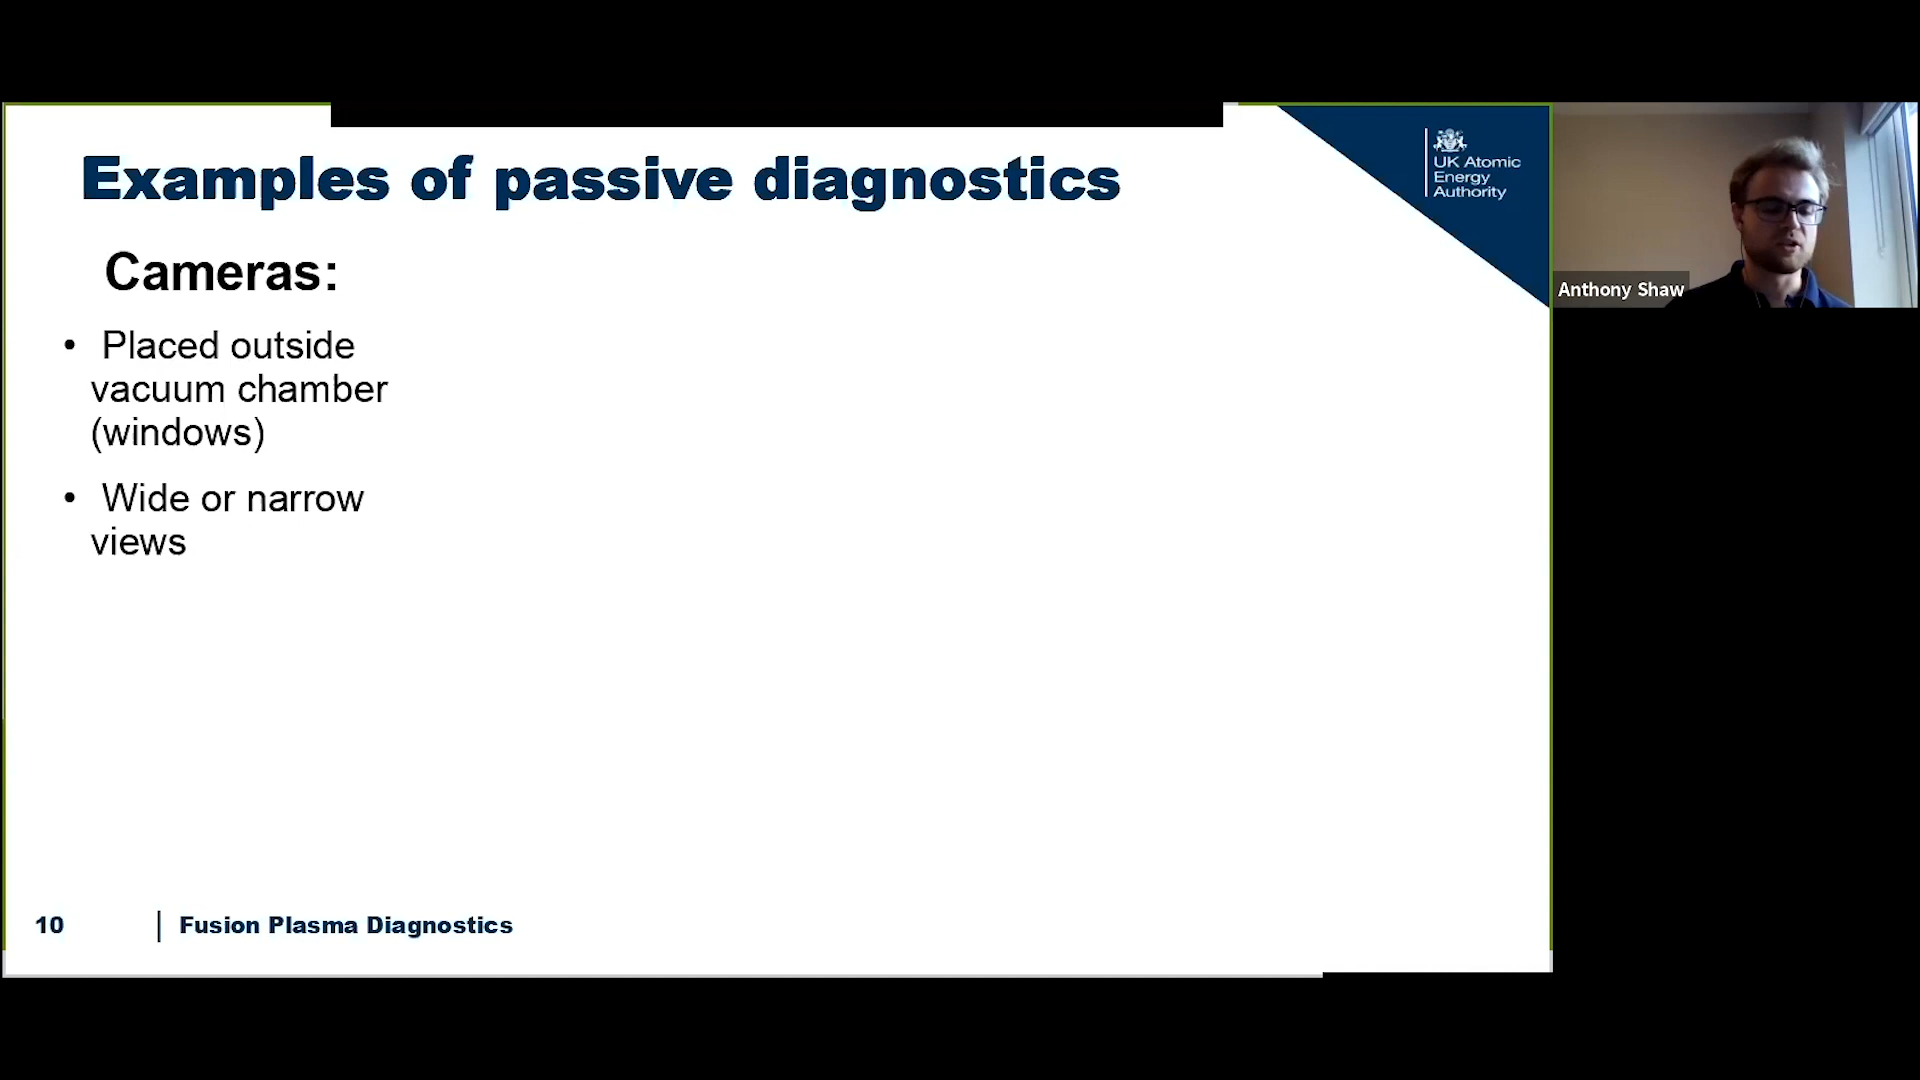 Examples of passive diagnostics
UK Atomic
Energy
Authority
Cameras:
• Placed outside
vacuum chamber
(windows)
• Wide or narrow
views
Anthony Shaw
10
Fusion Plasma Diagnostics